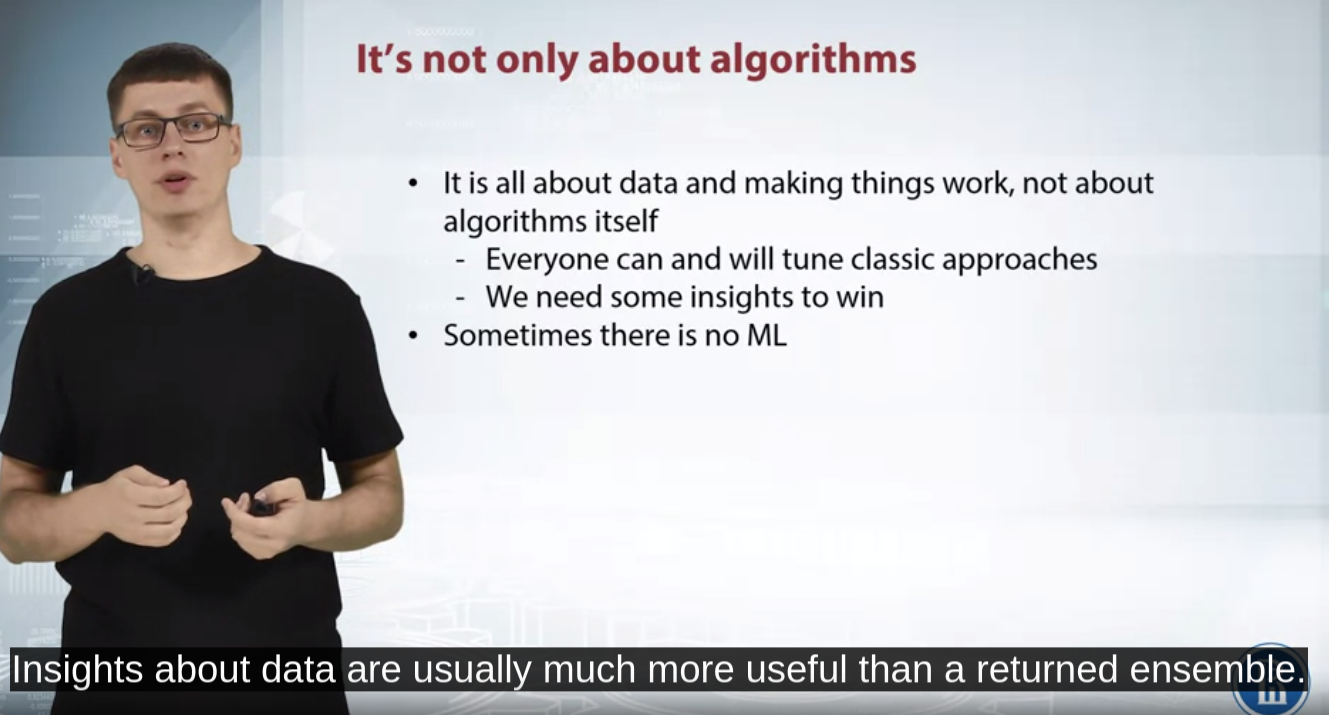 It's not only about algorithms
• It is all about data and making things work, not about
algorithms itself
- Everyone can and will tune classic approaches
- We need some insights to win
• Sometimes there is no ML
Insights about data are usually much more useful than a returned ensemble.